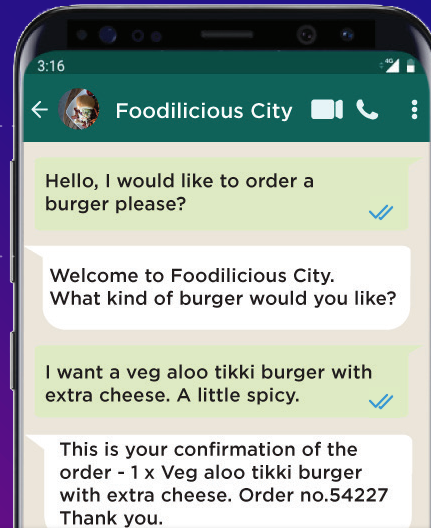 3:16
4G
Foodilicious City
Hello, I would like to order a
burger please?
Welcome to Foodilicious City.
What kind of burger would you like?
I want a veg aloo tikki burger with
extra cheese. A little spicy.
This is your confirmation of the
order - 1 x Veg aloo tikki burger
with extra cheese. Order no.54227
Thank you.